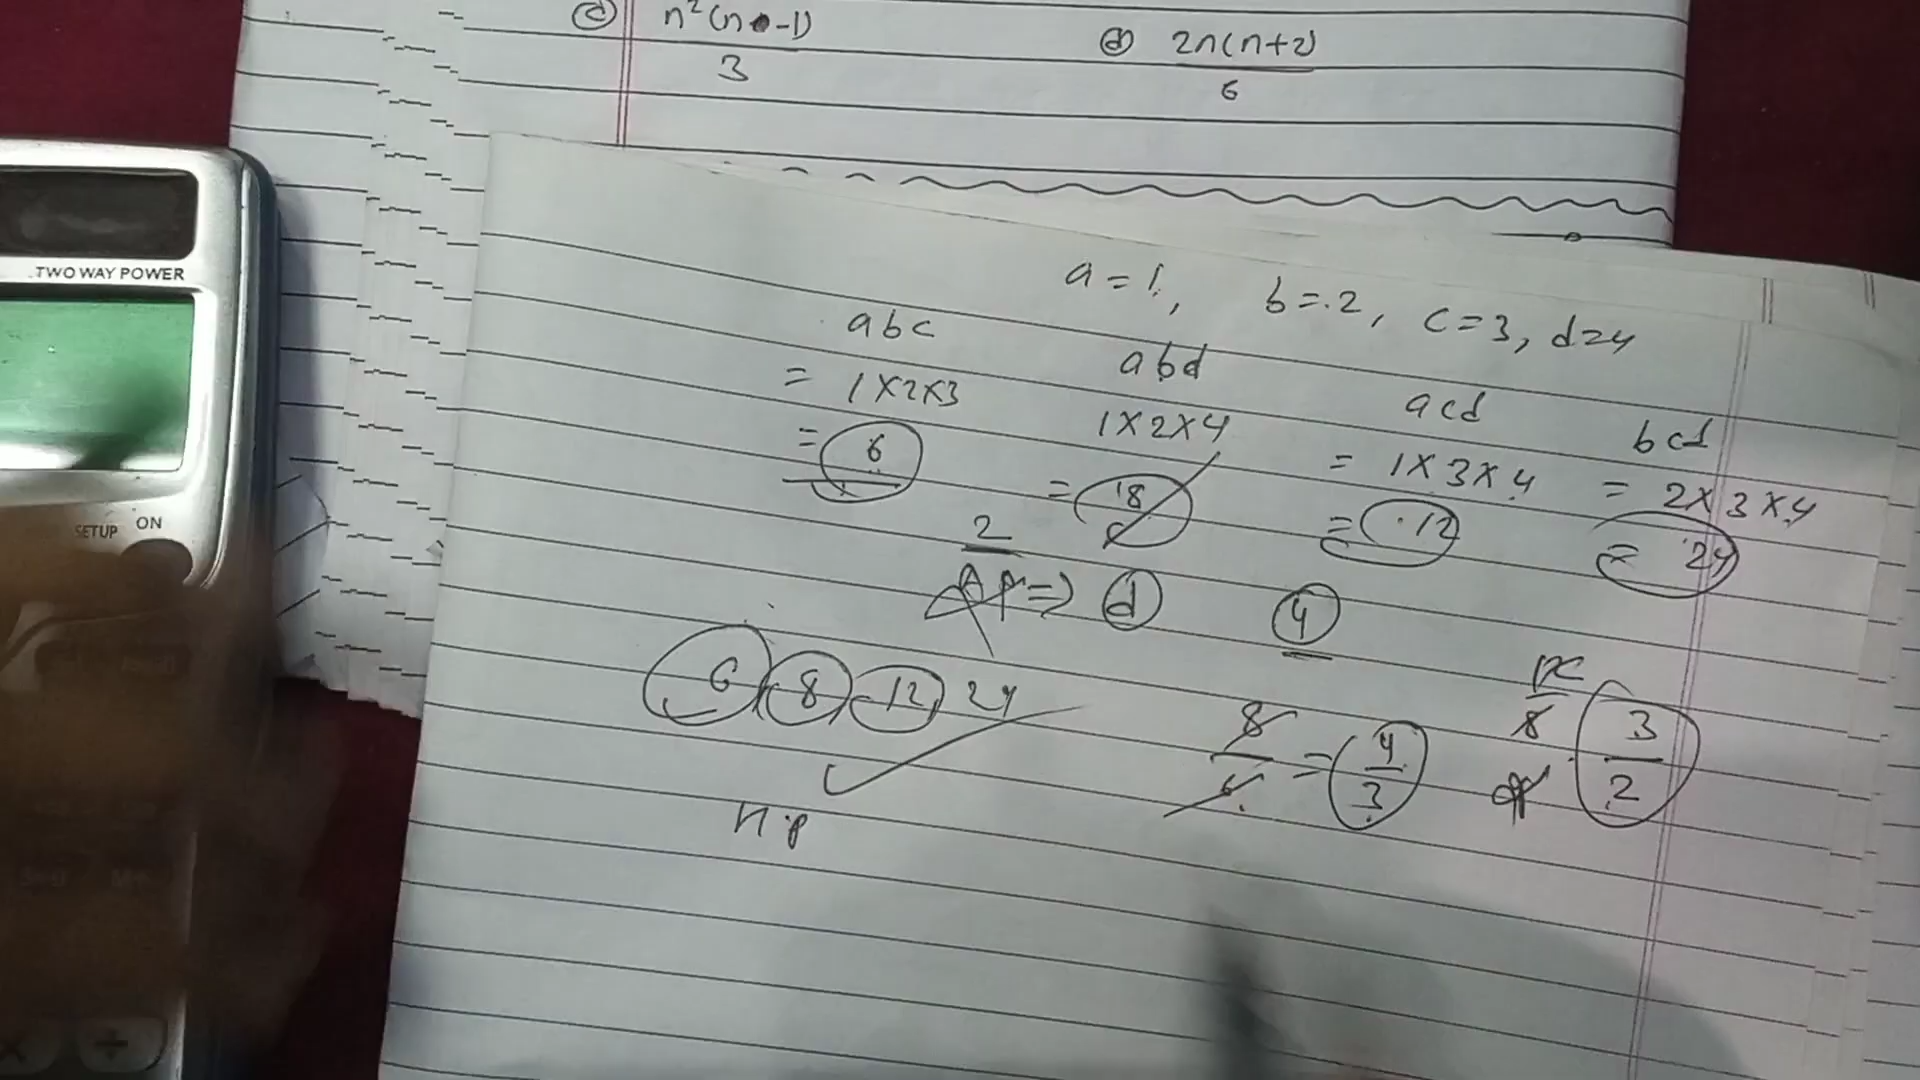 ⓒ n²(n-1)/3 ⓓ 2n(n+2)/6
TWO WAY POWER
SETUP ON
a=1, b=2, c=3, d=4
abc abd acd bcd
= 1×2×3 1×2×4 = 1×3×4 = 2×3×4
= 6 = 8 = 12 = 24
2
AP => d 4
6, 8, 12, 24
8/6 = 4/3 12/8 3/2
H.P
× ÷